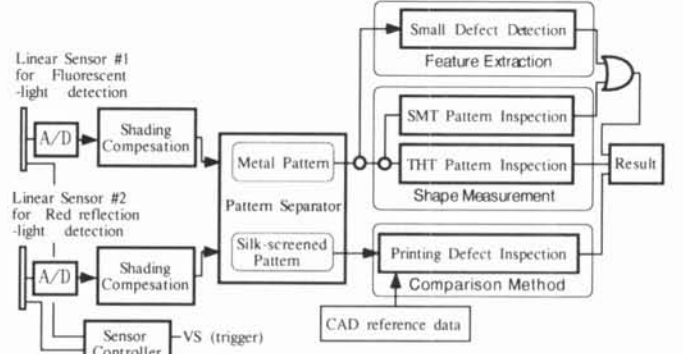 Small Defect Detection
Feature Extraction
Linear Sensor #1
for Fluorescent
-light detection
A/D
Shading
Compesation
SMT Pattern Inspection
Metal Pattern
THT Pattern Inspection
Result
Shape Measurement
Pattern Separator
Linear Sensor #2
for Red reflection
-light detection
Silk-screened
Pattern
Printing Defect Inspection
A/D
Shading
Compesation
Comparison Method
CAD reference data
Sensor
Controller
VS (trigger)